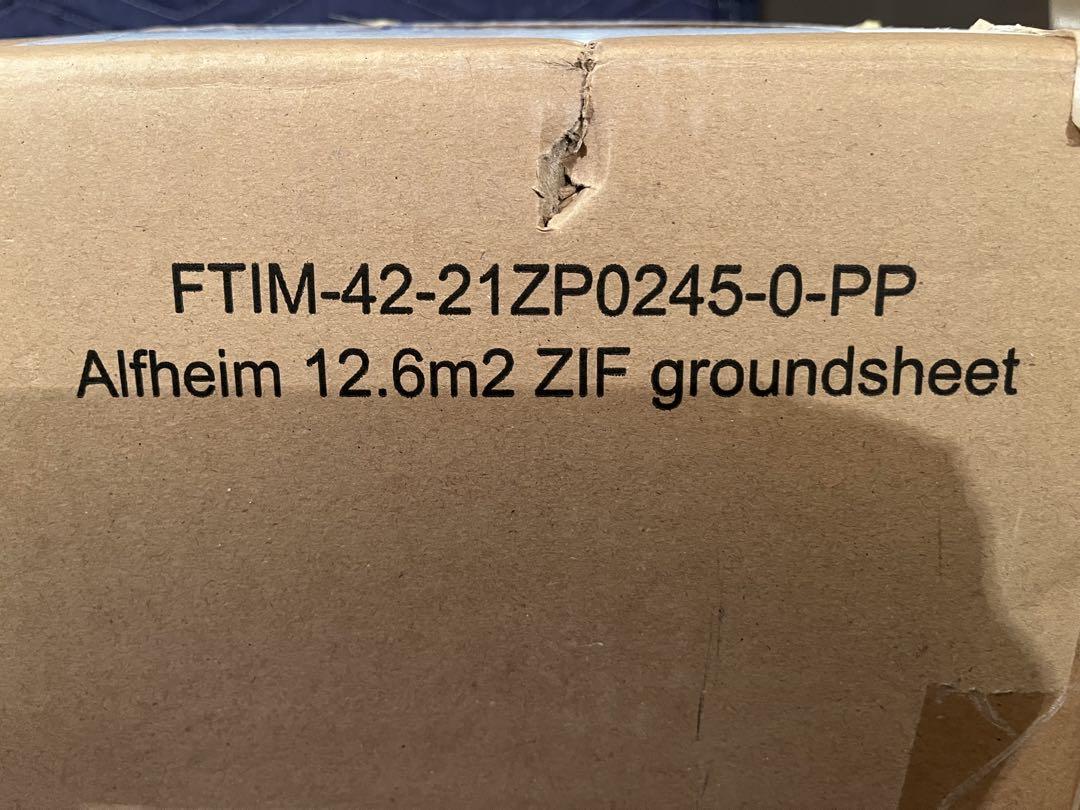 FTIM-42-21ZP0245-0-PP
Alfheim 12.6m2 ZIF groundsheet